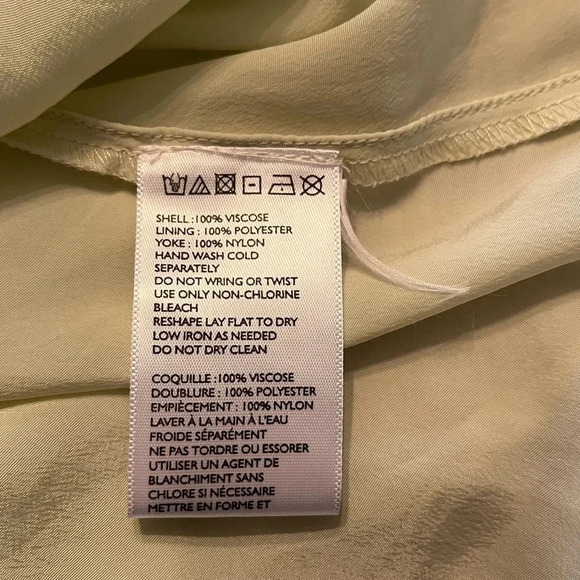 SHELL :100% VISCOSE
LINING : 100% POLYESTER
YOKE : 100% NYLON
HAND WASH COLD
SEPARATELY
DO NOT WRING OR TWIST
USE ONLY NON-CHLORINE
BLEACH
RESHAPE LAY FLAT TO DRY
LOW IRON AS NEEDED
DO NOT DRY CLEAN
COQUILLE :100% VISCOSE
DOUBLURE : 100% POLYESTER
EMPIÈCEMENT : 100% NYLON
LAVER À LA MAIN À L'EAU
FROIDE SÉPARÉMENT
NE PAS TORDRE OU ESSORER
UTILISER UN AGENT DE
BLANCHIMENT SANS
CHLORE SI NÉCESSAIRE
METTRE EN FORME ET